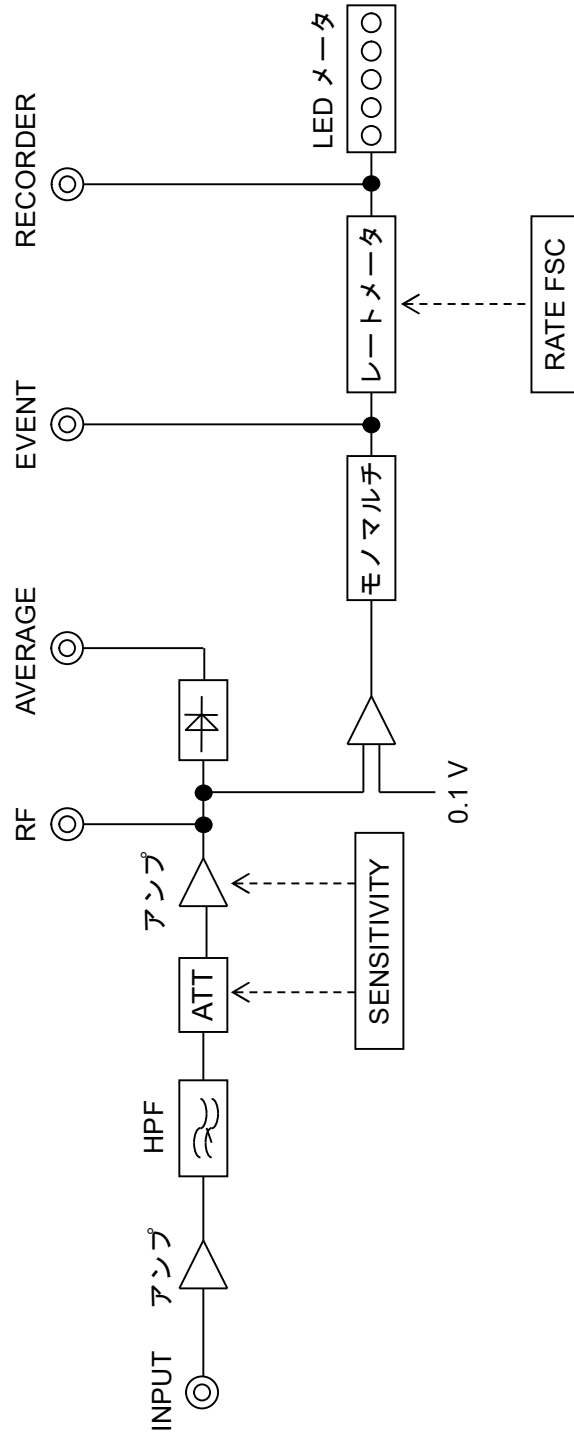 RF
AVERAGE
EVENT
RECORDER
INPUT
アンプ
HPF
ATT
アンプ
SENSITIVITY
0.1 V
モノマルチ
レートメータ
LED メータ
RATE FSC